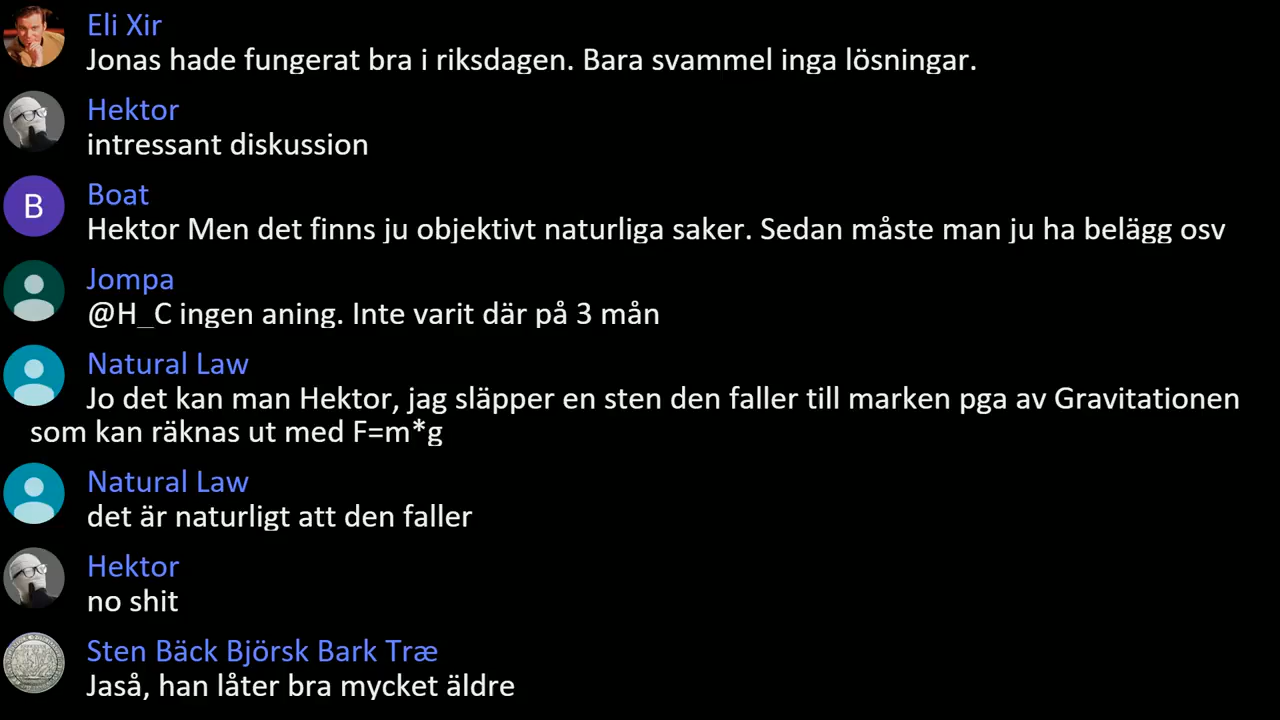 Eli Xir
Jonas hade fungerat bra i riksdagen. Bara svammel inga lösningar.
Hektor
intressant diskussion
B
Boat
Hektor Men det finns ju objektivt naturliga saker. Sedan måste man ju ha belägg osv
Jompa
@H_C ingen aning. Inte varit där på 3 mån
Natural Law
Jo det kan man Hektor, jag släpper en sten den faller till marken pga av Gravitationen
som kan räknas ut med F=m*g
Natural Law
det är naturligt att den faller
Hektor
no shit
Sten Bäck Björsk Bark Træ
Jaså, han låter bra mycket äldre